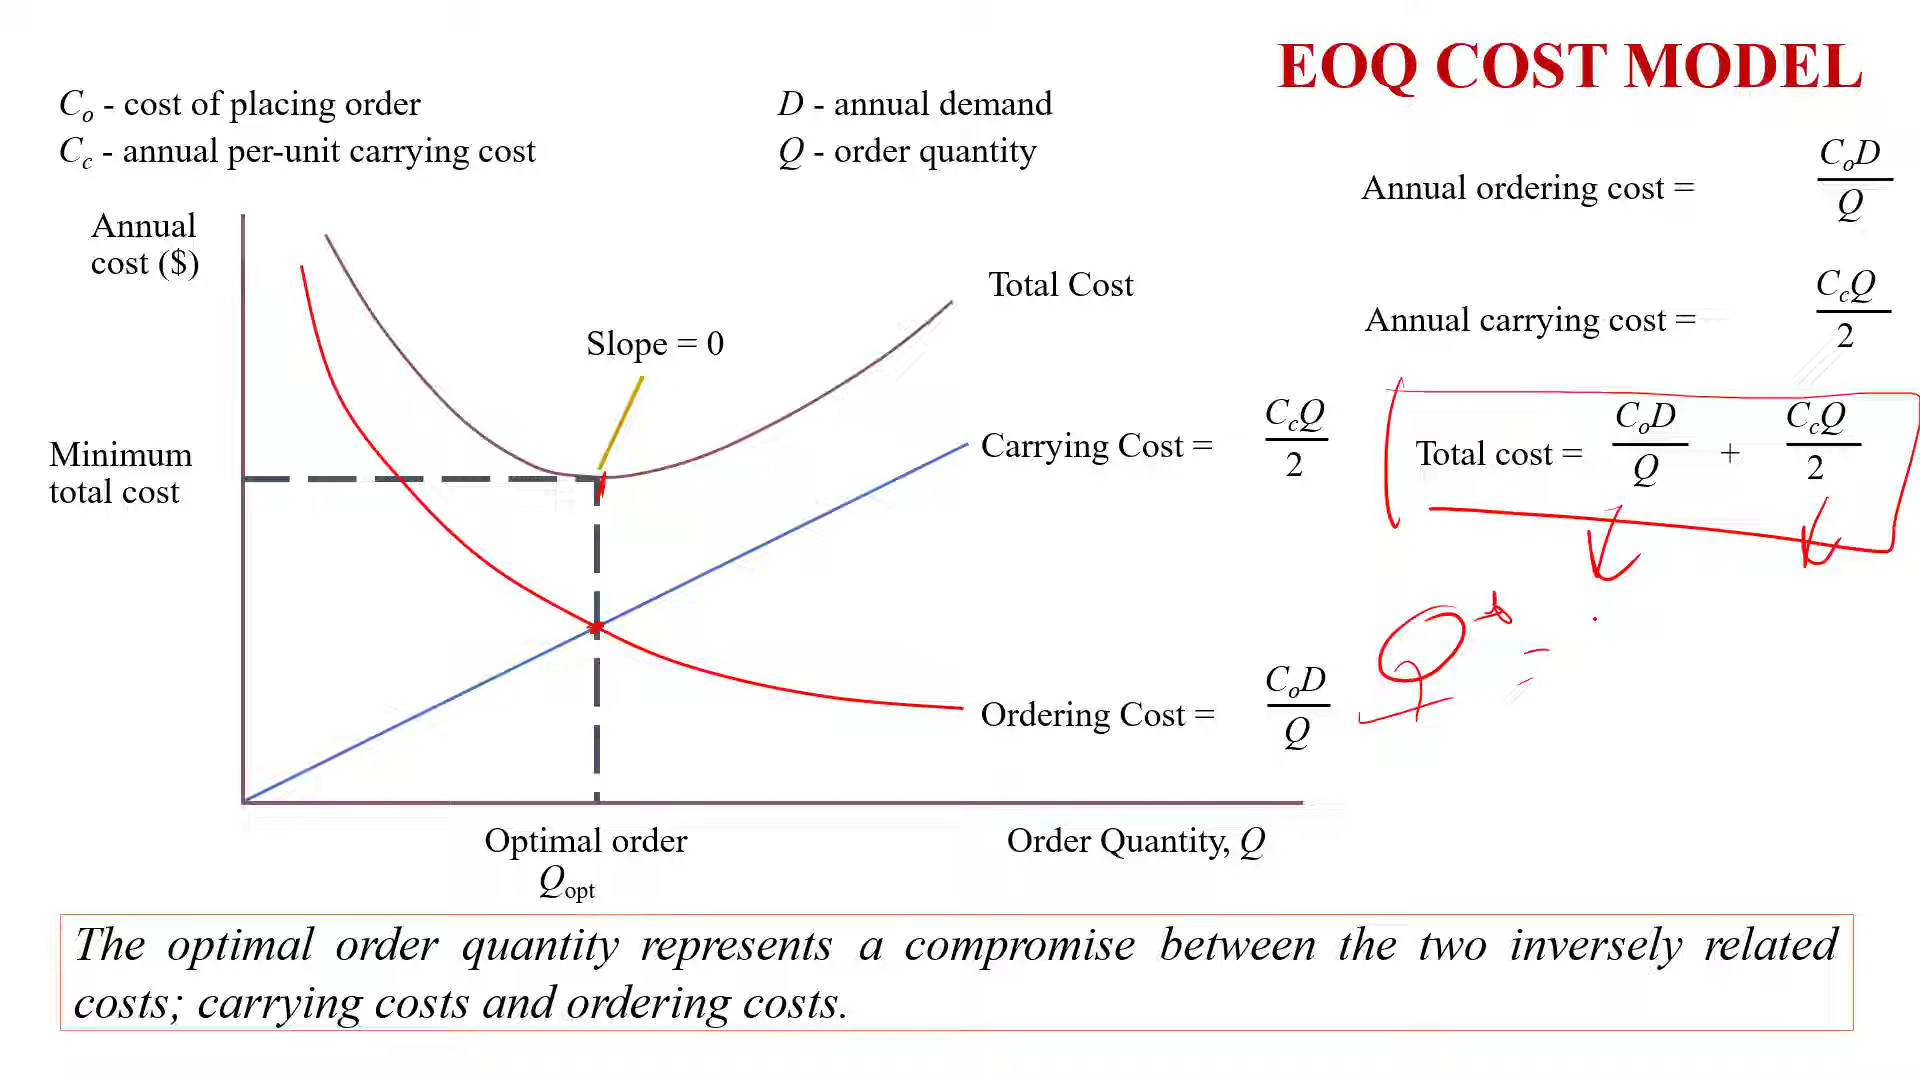 EOQ COST MODEL
C_o - cost of placing order
D - annual demand
C_c - annual per-unit carrying cost
Q - order quantity
Annual ordering cost = C_oD / Q
Annual carrying cost = C_cQ / 2
Total cost = C_oD / Q + C_cQ / 2
Annual
cost ($)
Total Cost
Slope = 0
Minimum
total cost
Carrying Cost = C_cQ / 2
Q* =
Ordering Cost = C_oD / Q
Optimal order
Q_opt
Order Quantity, Q
The optimal order quantity represents a compromise between the two inversely related
costs; carrying costs and ordering costs.